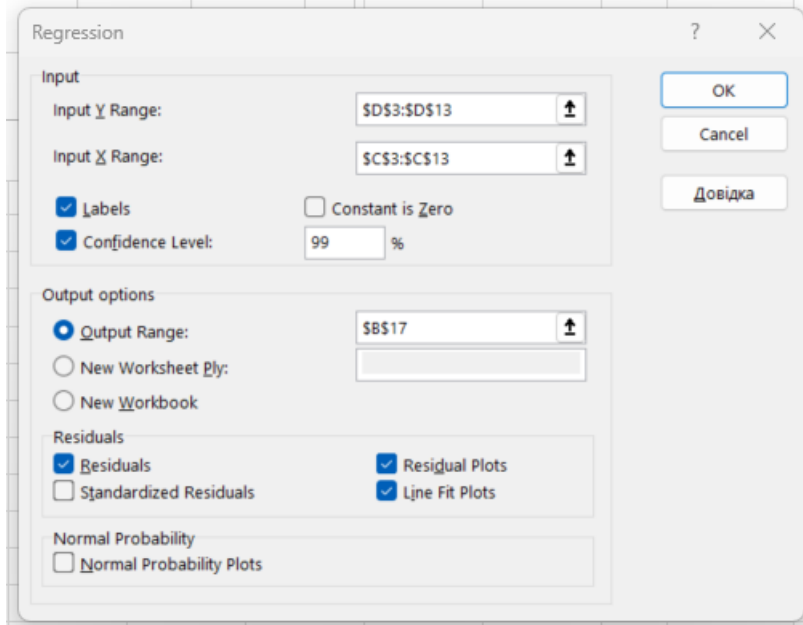 Regression ?
Input
Input Y Range: $D$3:$D$13
Input X Range: $C$3:$C$13
Labels Constant is Zero
Confidence Level: 99 %
OK
Cancel
Довідка
Output options
Output Range: $B$17
New Worksheet Ply:
New Workbook
Residuals
Residuals Residual Plots
Standardized Residuals Line Fit Plots
Normal Probability
Normal Probability Plots